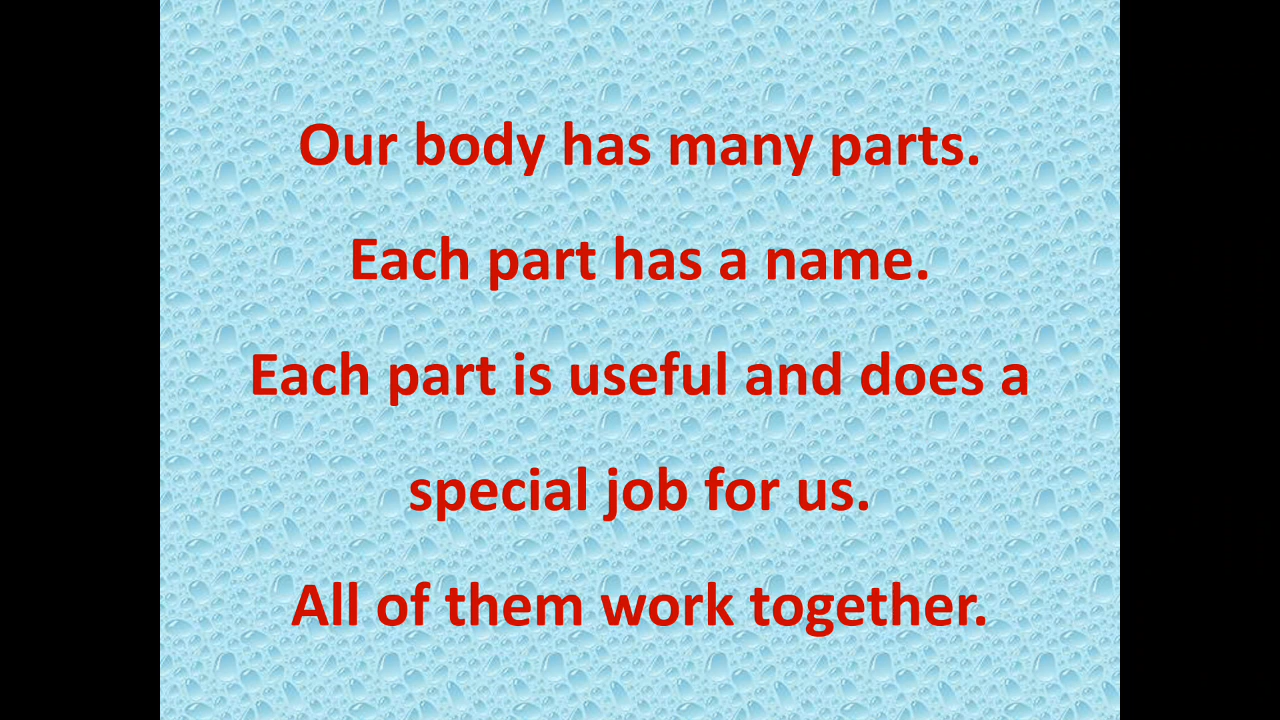 Our body has many parts.
Each part has a name.
Each part is useful and does a
special job for us.
All of them work together.